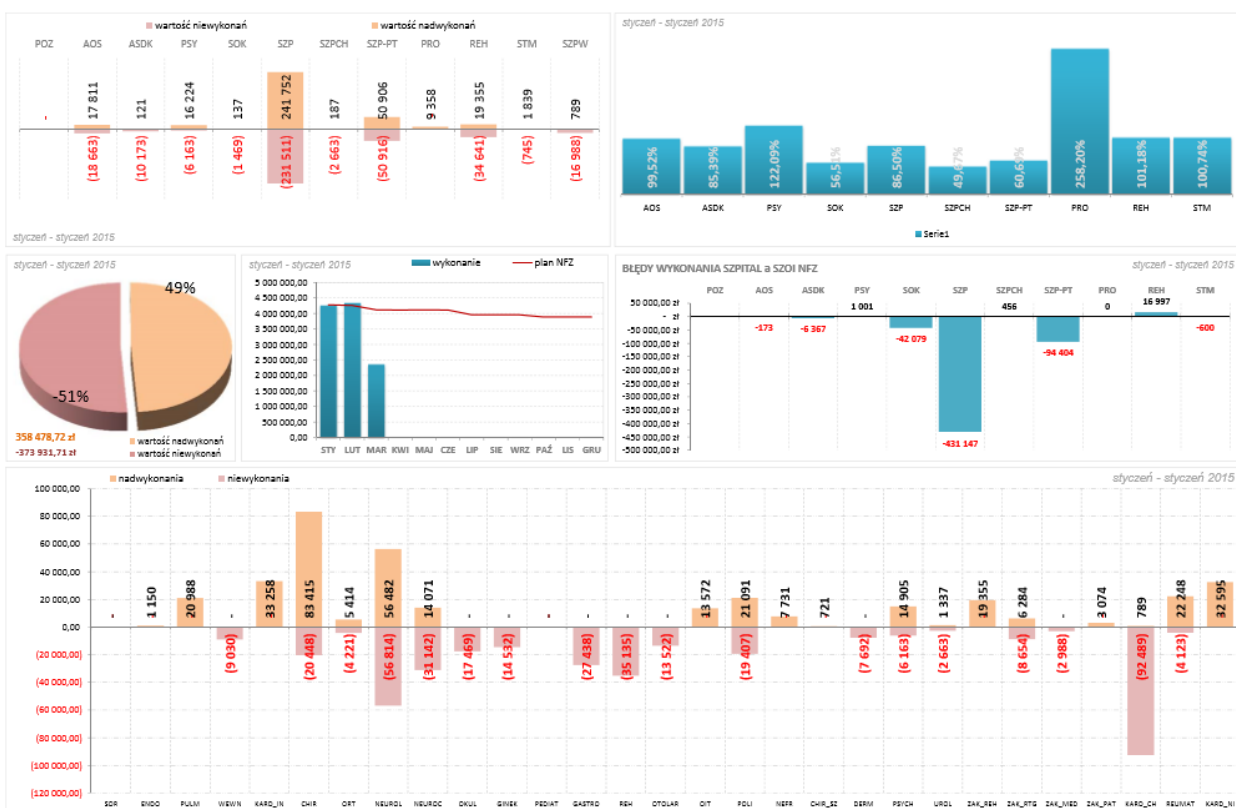 wartość niewykonań wartość nadwykonań
POZ AOS ASDK PSY SOK SZP SZPCH SZP-PT PRO REH STM SZPW
17 811 121 16 224 137 241 752 187 50 906 9 358 19 355 1 839 789
(18 663) (10 173) (6 163) (1 469) (231 511) (2 663) (50 916) (34 641) (745) (16 988)
styczeń - styczeń 2015
styczeń - styczeń 2015
99,52% 85,39% 122,09% 56,51% 86,50% 49,67% 258,20% 101,18% 100,74%
AOS ASDK PSY SOK SZP SZPCH SZP-PT PRO REH STM
Serie1
styczeń - styczeń 2015
49%
-51%
358 478,72 zł
-373 931,71 zł
wartość nadwykonań
wartość niewykonań
styczeń - styczeń 2015
wykonanie plan NFZ
5 000 000,00
4 500 000,00
4 000 000,00
3 500 000,00
3 000 000,00
2 500 000,00
2 000 000,00
1 500 000,00
1 000 000,00
500 000,00
0,00
STY LUT MAR KWI MAJ CZE LIP SIE WRZ PAŹ LIS GRU
BŁĘDY WYKONANIA SZPITAL a SZOI NFZ styczeń - styczeń 2015
POZ AOS ASDK PSY SOK SZP SZPCH SZP-PT PRO REH STM
50 000,00 zł
- zł
-50 000,00 zł
-100 000,00 zł
-150 000,00 zł
-200 000,00 zł
-250 000,00 zł
-300 000,00 zł
-350 000,00 zł
-400 000,00 zł
-450 000,00 zł
-500 000,00 zł
-173 -6 367 1 001 -42 079 -431 147 456 -94 404 0 16 997 -600
nadwykonania niewykonania
styczeń - styczeń 2015
100 000,00
80 000,00
60 000,00
40 000,00
20 000,00
0,00
(20 000,00)
(40 000,00)
(60 000,00)
(80 000,00)
(100 000,00)
(120 000,00)
1 150 20 988 33 258 83 415 5 414 56 482 14 071 13 572 21 091 7 731 721 14 905 1 337 19 355 6 284 3 074 789 22 248 32 595
(9 030) (20 448) (4 221) (56 814) (31 142) (17 469) (14 532) (27 438) (35 135) (13 522) (19 407) (7 692) (6 163) (2 663) (8 654) (2 988) (92 489) (4 123)
SOR ENDO PULM WEWN KARD_IN CHIR ORT NEUROL NEUROC OKUL GINEK PEDIAT GASTRO REH OTOLAR OIT POLI NEFR CHIR_SZ DERM PSYCH UROL ZAK_REH ZAK_RTG ZAK_MED ZAK_PAT KARD_CH REUMAT KARD_NI